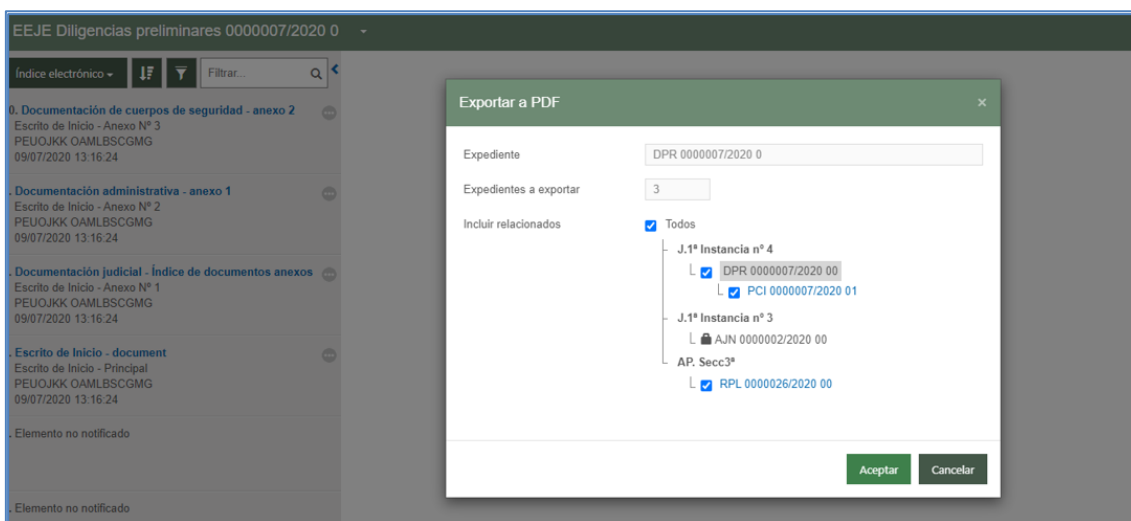 EEJE Diligencias preliminares 0000007/2020 0
Índice electrónico
Filtrar...
0. Documentación de cuerpos de seguridad - anexo 2
Escrito de Inicio - Anexo Nº 3
PEUOJKK OAMLBSCGMG
09/07/2020 13:16:24
. Documentación administrativa - anexo 1
Escrito de Inicio - Anexo Nº 2
PEUOJKK OAMLBSCGMG
09/07/2020 13:16:24
. Documentación judicial - Índice de documentos anexos
Escrito de Inicio - Anexo Nº 1
PEUOJKK OAMLBSCGMG
09/07/2020 13:16:24
. Escrito de Inicio - document
Escrito de Inicio - Principal
PEUOJKK OAMLBSCGMG
09/07/2020 13:16:24
. Elemento no notificado
. Elemento no notificado
Exportar a PDF ×
Expediente DPR 0000007/2020 0
Expedientes a exportar 3
Incluir relacionados Todos
J.1ª Instancia nº 4
DPR 0000007/2020 00
PCI 0000007/2020 01
J.1ª Instancia nº 3
AJN 0000002/2020 00
AP. Secc3ª
RPL 0000026/2020 00
Aceptar Cancelar